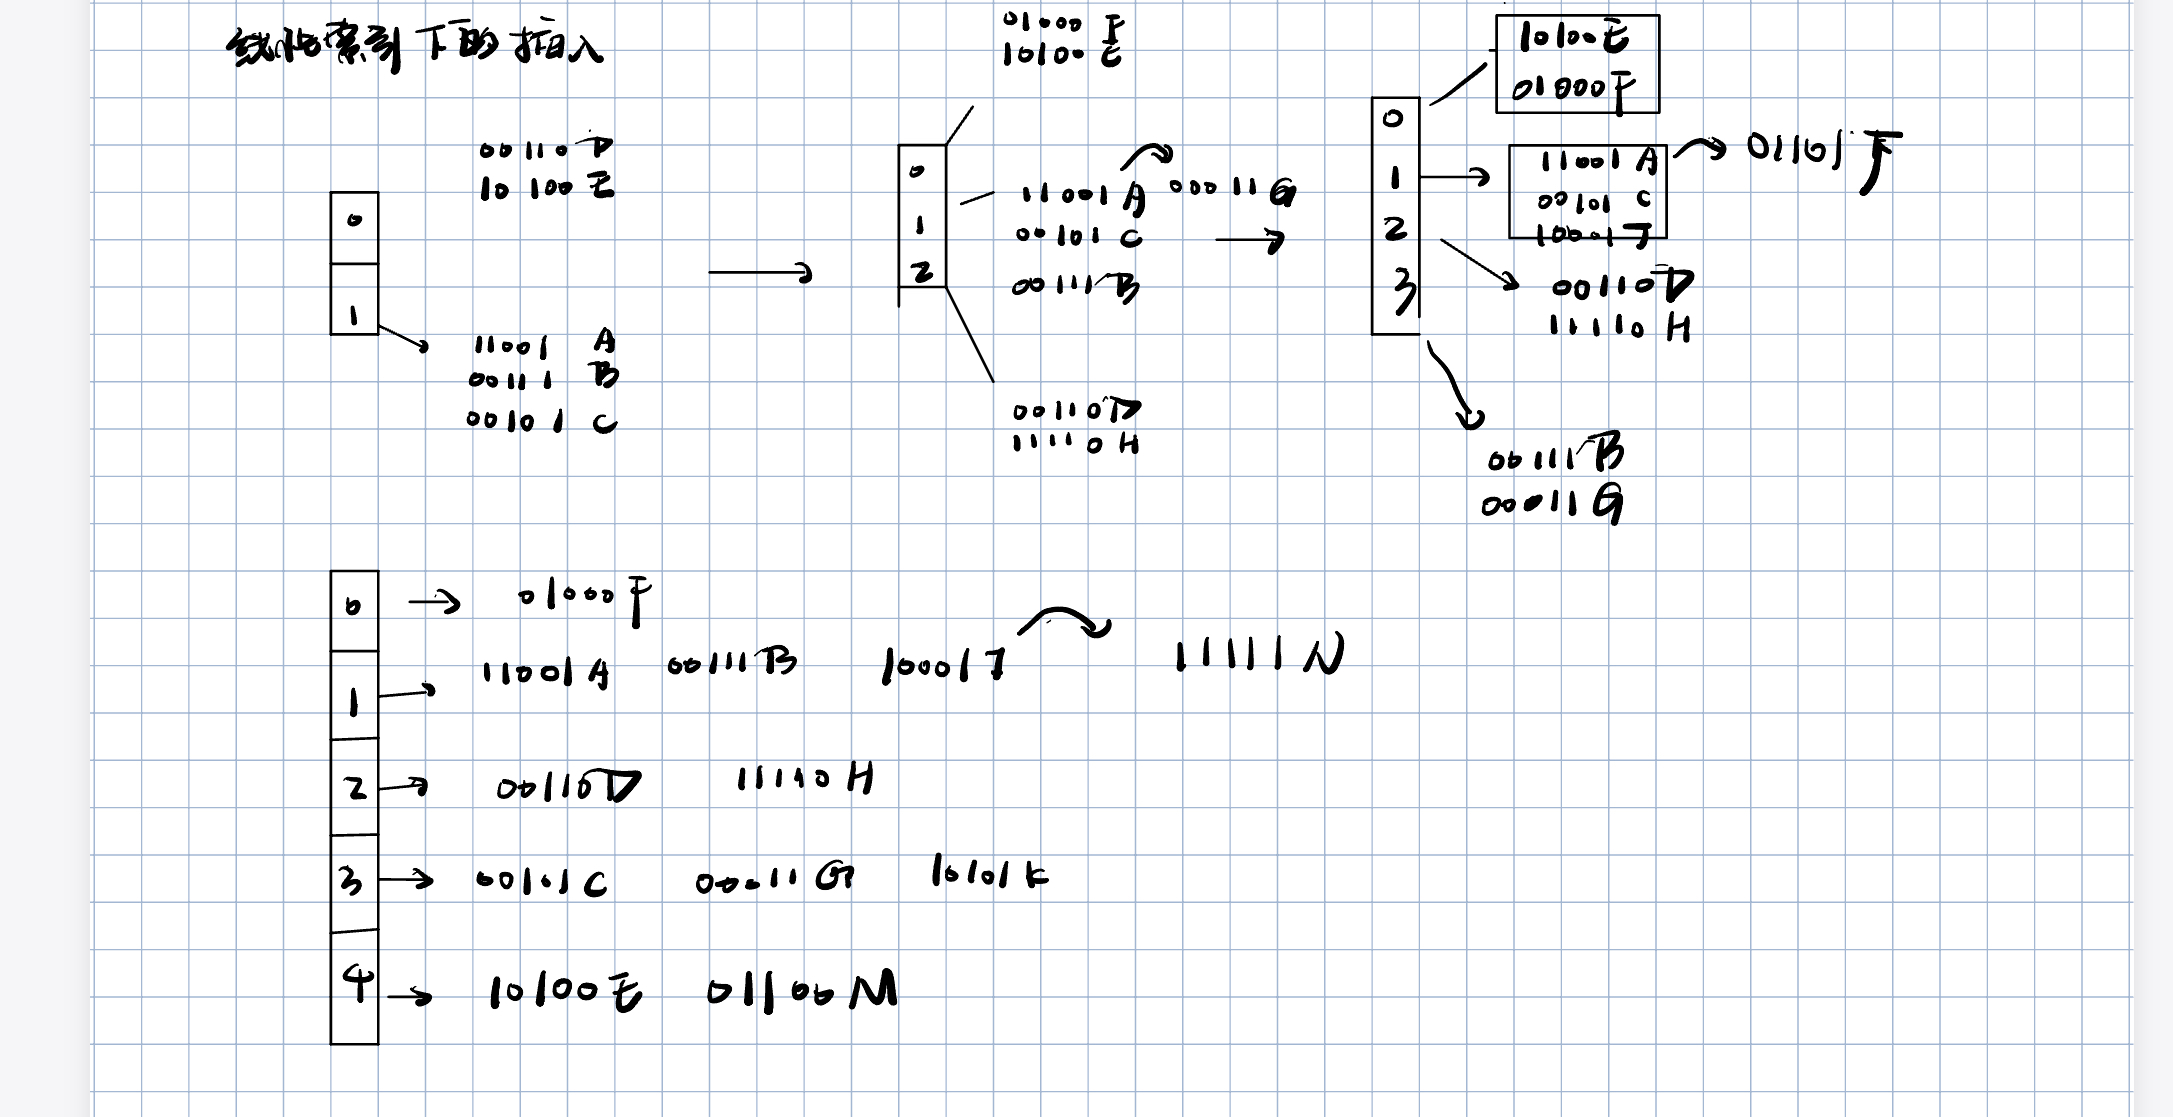 线性索引下的插入
00110 D
10100 E
0
1
11001 A
00111 B
00101 C
01000 F
10100 E
0
1
2
11001 A 00011 G
00101 C
00111 B
00110 D
11110 H
10100 E
01000 F
0
1
2
3
11001 A 01101 J
00101 C
10001 J
00110 D
11110 H
00111 B
00011 G
0 01000 F
1 11001 A 00111 B 10001 J 11111 N
2 00110 D 11110 H
3 00101 C 00011 G 10101 K
4 10100 E 01100 M